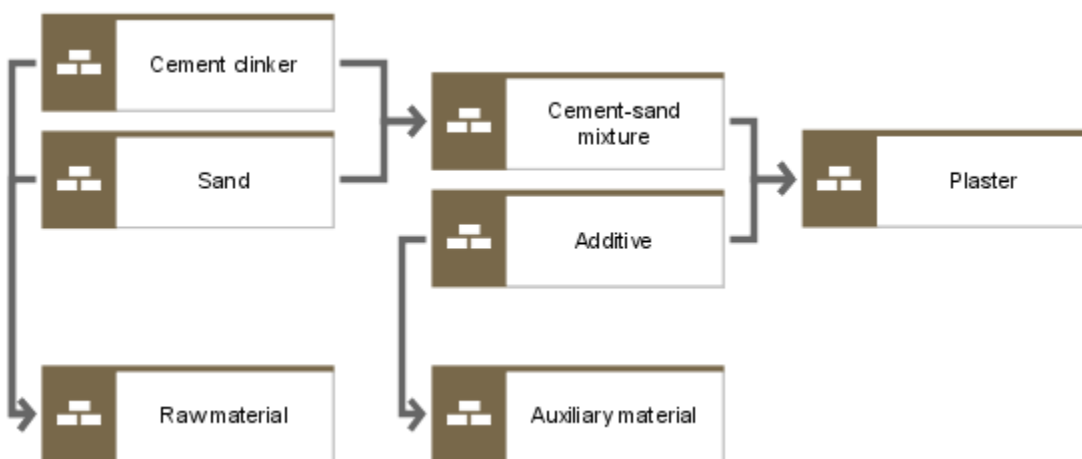 Cement clinker
Cement-sand
mixture
Sand
Plaster
Additive
Raw material
Auxiliary material